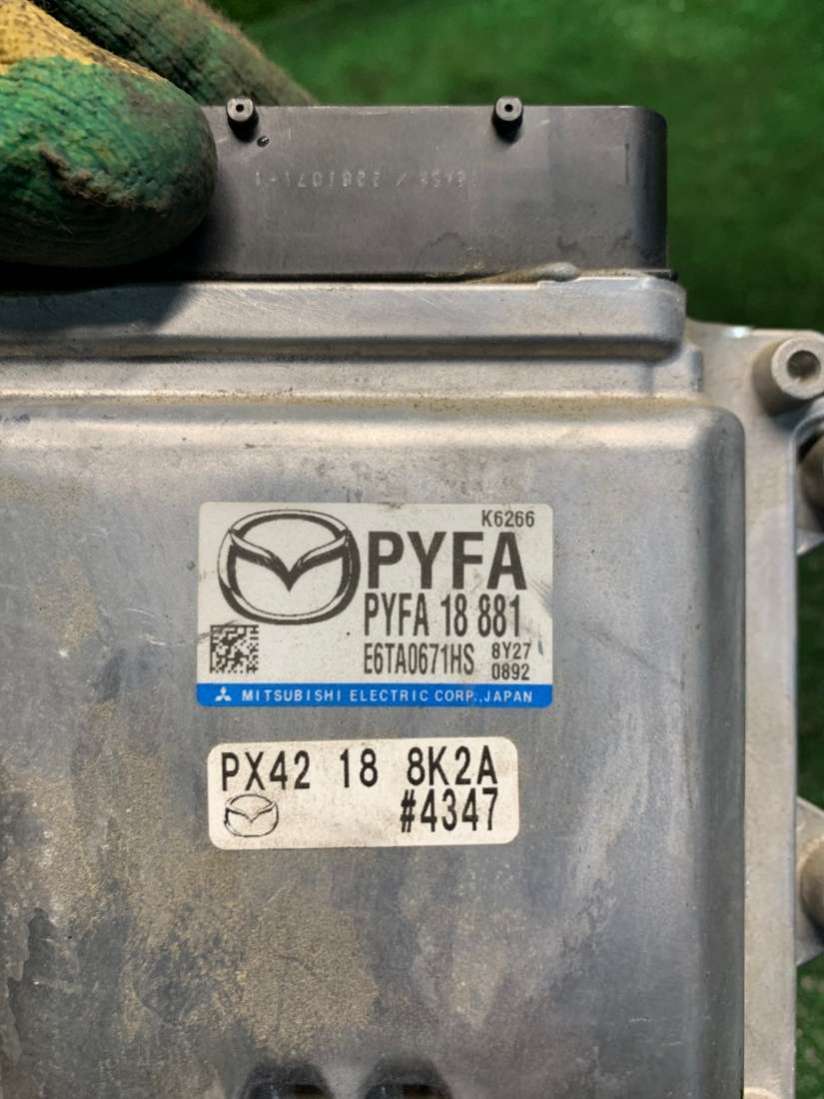 K6266
PYFA
PYFA 18 881
E6TA0671HS 8Y27
0892
MITSUBISHI ELECTRIC CORP.,JAPAN
PX42 18 8K2A
#4347